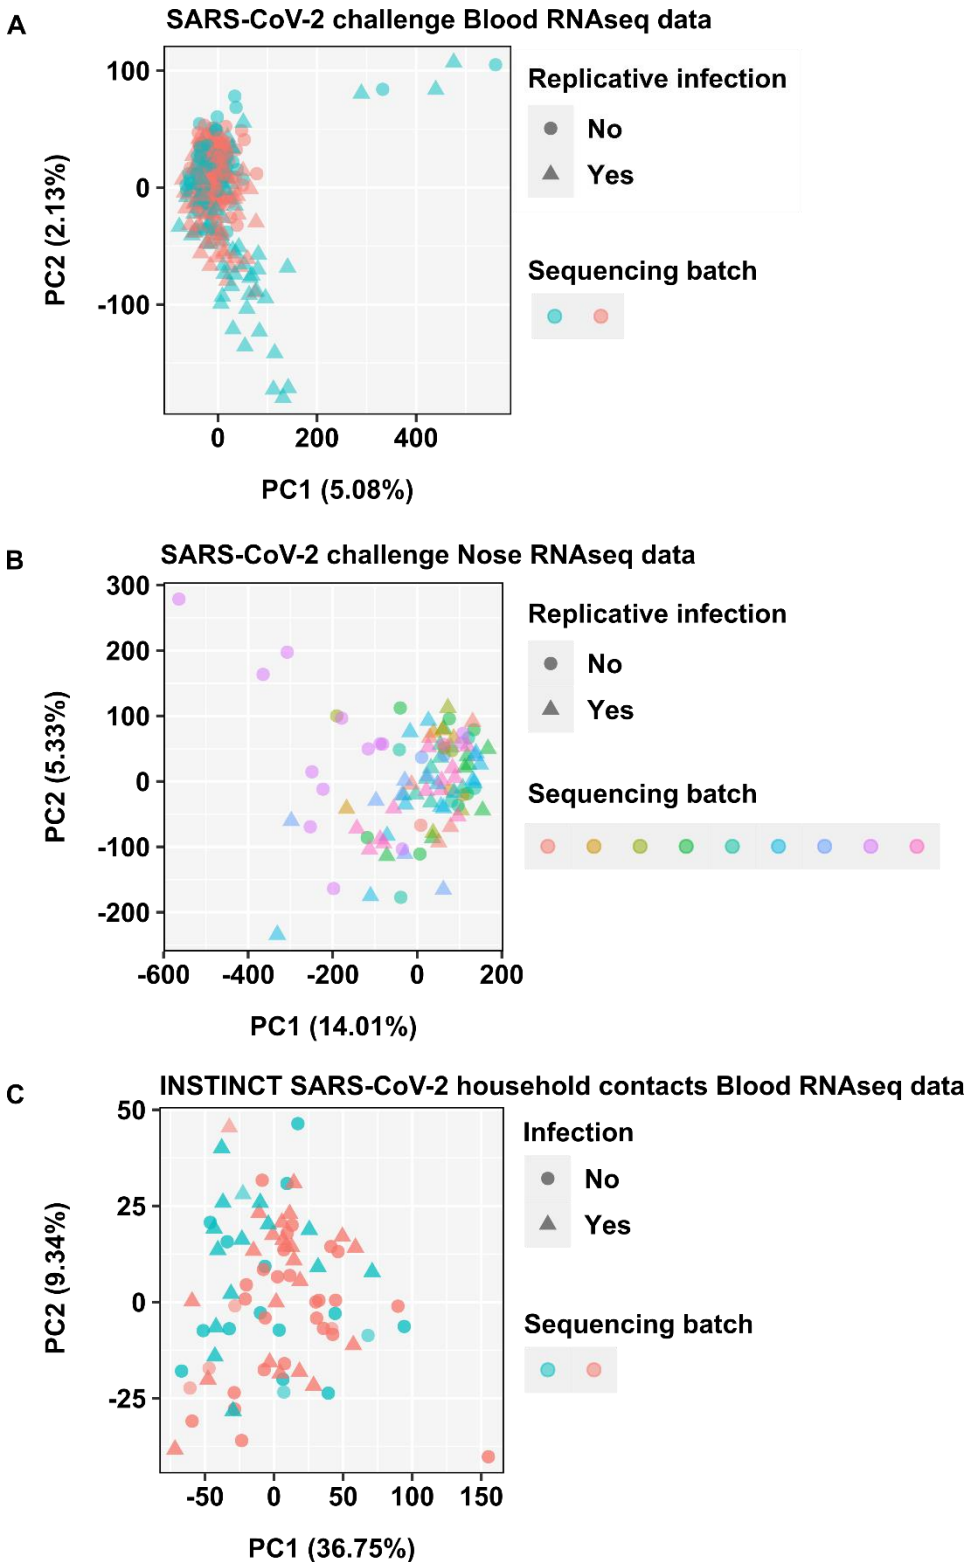 A
SARS-CoV-2 challenge Blood RNAseq data
100
0
-100
PC2 (2.13%)
0 200 400
PC1 (5.08%)
Replicative infection
No
Yes
Sequencing batch
B
SARS-CoV-2 challenge Nose RNAseq data
300
200
100
0
-100
-200
PC2 (5.33%)
-600 -400 -200 0 200
PC1 (14.01%)
Replicative infection
No
Yes
Sequencing batch
C
INSTINCT SARS-CoV-2 household contacts Blood RNAseq data
50
25
0
-25
PC2 (9.34%)
-50 0 50 100 150
PC1 (36.75%)
Infection
No
Yes
Sequencing batch